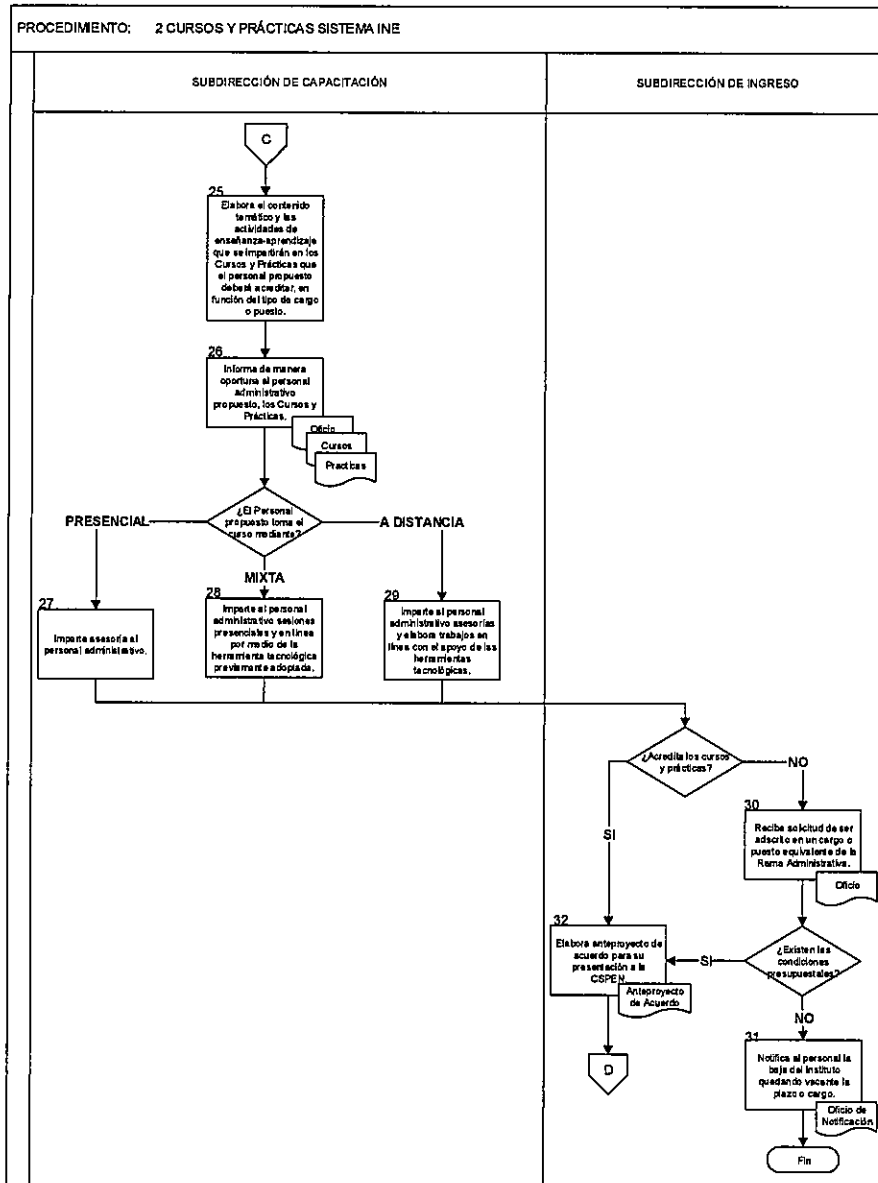 PROCEDIMIENTO: 2 CURSOS Y PRÁCTICAS SISTEMA INE
SUBDIRECCIÓN DE CAPACITACIÓN
SUBDIRECCIÓN DE INGRESO
C
25
Elabora el contenido
temático y las
actividades de
enseñanza-aprendizaje
que se impartirán en los
Cursos y Prácticas que
el personal propuesto
deberá acreditar, en
función del tipo de cargo
o puesto.
26
Informa de manera
oportuna al personal
administrativo
propuesto, los Cursos y
Prácticas.
Oficio
Cursos
Practicas
¿El Personal
propuesto toma el
curso mediante?
PRESENCIAL
A DISTANCIA
MIXTA
27
Imparte asesoría al
personal administrativo.
28
Imparte al personal
administrativo sesiones
presenciales y en línea
por medio de la
herramienta tecnológica
previamente adoptada.
29
Imparte al personal
administrativo asesorías
y elabora trabajos en
línea con el apoyo de las
herramientas
tecnológicas.
¿Acredita los cursos
y prácticas?
NO
SI
30
Recibe solicitud de ser
adscrito en un cargo o
puesto equivalente de la
Rama Administrativa.
Oficio
32
Elabora anteproyecto de
acuerdo para su
presentación a la
CSPEN.
Anteproyecto
de Acuerdo
¿Existen las
condiciones
presupuestales?
SI
NO
D
31
Notifica al personal la
baja del Instituto
quedando vacante la
plaza o cargo.
Oficio de
Notificación
Fin